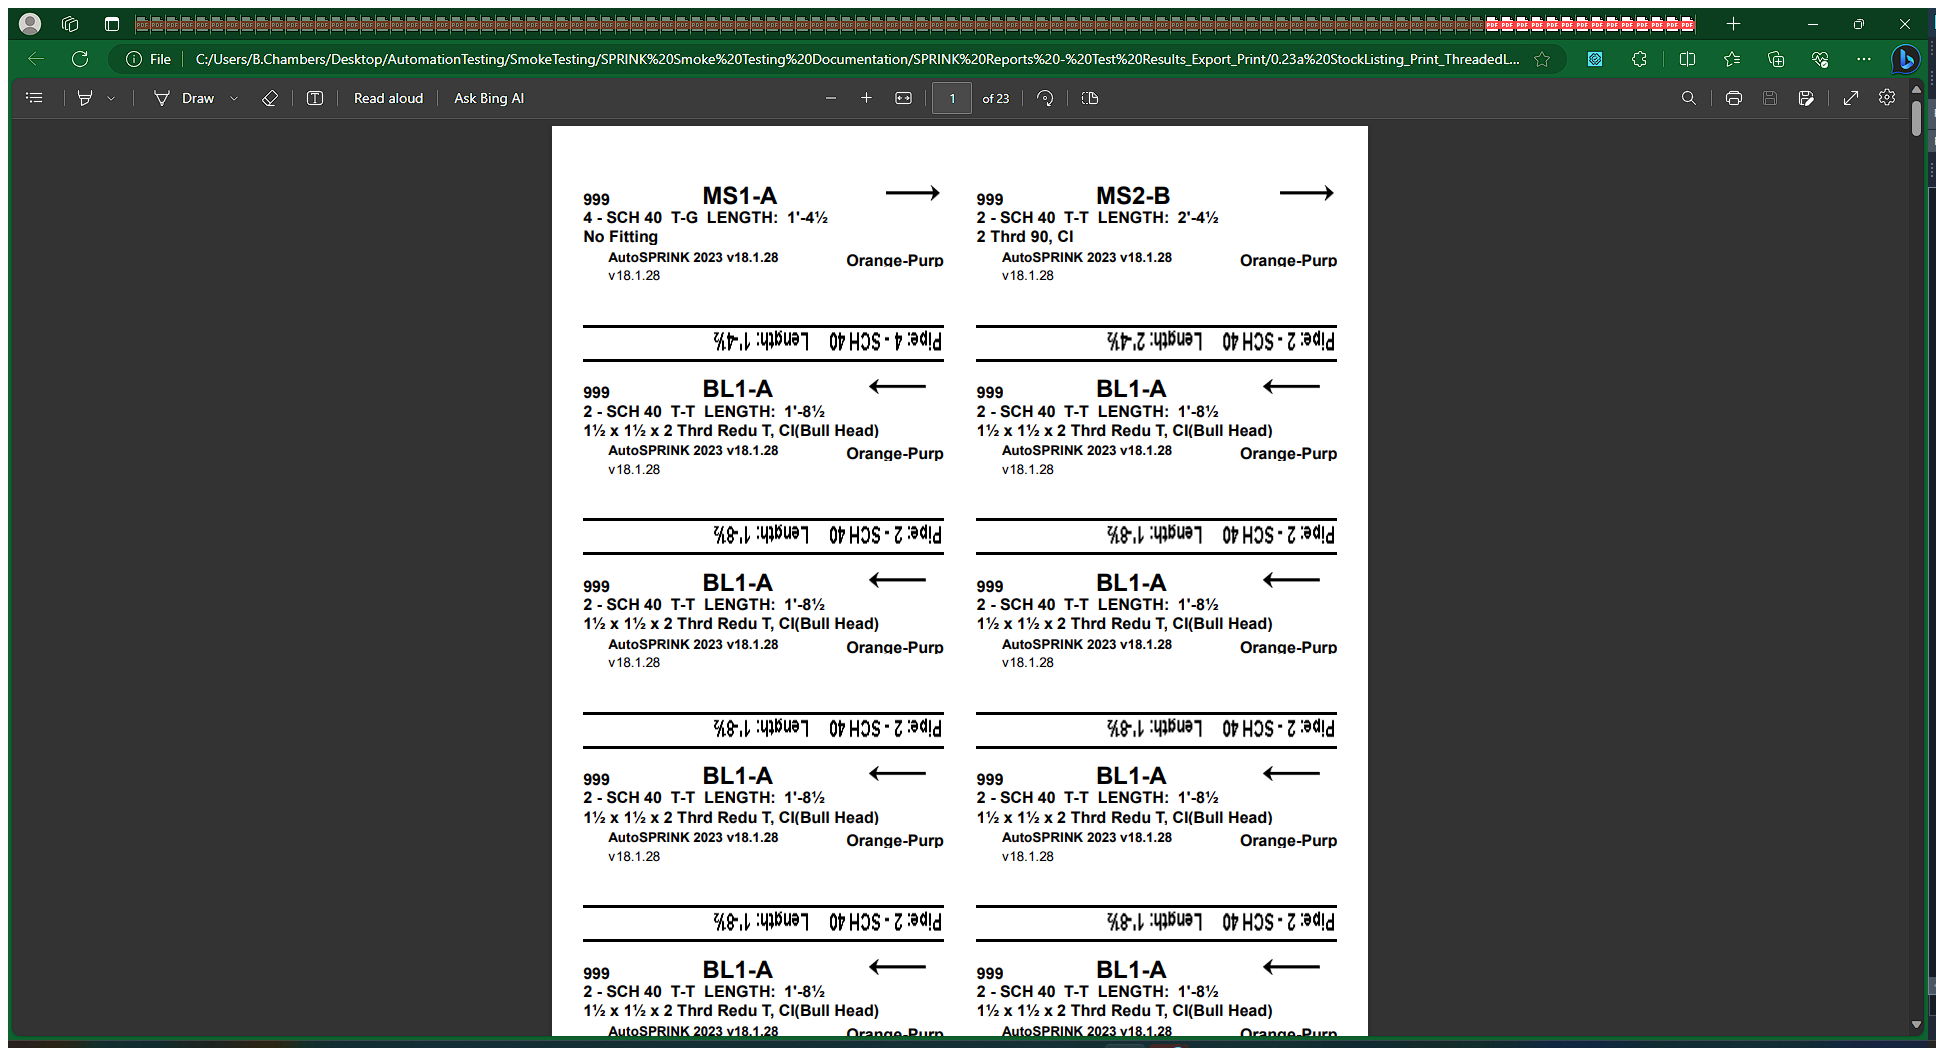 File
C:/Users/B.Chambers/Desktop/AutomationTesting/SmokeTesting/SPRINK%20Smoke%20Testing%20Documentation/SPRINK%20Reports%20-%20Test%20Results_Export_Print/0.23a%20StockListing_Print_ThreadedL...
Draw
Read aloud
Ask Bing AI
1
of 23
999 MS1-A
4 - SCH 40 T-G LENGTH: 1'-4½
No Fitting
AutoSPRINK 2023 v18.1.28
Orange-Purp
v18.1.28
Pipe: 4 - SCH 40 Length: 1'-4½
999 MS2-B
2 - SCH 40 T-T LENGTH: 2'-4½
2 Thrd 90, CI
AutoSPRINK 2023 v18.1.28
Orange-Purp
v18.1.28
Pipe: 2 - SCH 40 Length: 2'-4½
999 BL1-A
2 - SCH 40 T-T LENGTH: 1'-8½
1½ x 1½ x 2 Thrd Redu T, CI(Bull Head)
AutoSPRINK 2023 v18.1.28
Orange-Purp
v18.1.28
Pipe: 2 - SCH 40 Length: 1'-8½
999 BL1-A
2 - SCH 40 T-T LENGTH: 1'-8½
1½ x 1½ x 2 Thrd Redu T, CI(Bull Head)
AutoSPRINK 2023 v18.1.28
Orange-Purp
v18.1.28
Pipe: 2 - SCH 40 Length: 1'-8½
999 BL1-A
2 - SCH 40 T-T LENGTH: 1'-8½
1½ x 1½ x 2 Thrd Redu T, CI(Bull Head)
AutoSPRINK 2023 v18.1.28
Orange-Purp
v18.1.28
Pipe: 2 - SCH 40 Length: 1'-8½
999 BL1-A
2 - SCH 40 T-T LENGTH: 1'-8½
1½ x 1½ x 2 Thrd Redu T, CI(Bull Head)
AutoSPRINK 2023 v18.1.28
Orange-Purp
v18.1.28
Pipe: 2 - SCH 40 Length: 1'-8½
999 BL1-A
2 - SCH 40 T-T LENGTH: 1'-8½
1½ x 1½ x 2 Thrd Redu T, CI(Bull Head)
AutoSPRINK 2023 v18.1.28
Orange-Purp
v18.1.28
Pipe: 2 - SCH 40 Length: 1'-8½
999 BL1-A
2 - SCH 40 T-T LENGTH: 1'-8½
1½ x 1½ x 2 Thrd Redu T, CI(Bull Head)
AutoSPRINK 2023 v18.1.28
Orange-Purp
v18.1.28
Pipe: 2 - SCH 40 Length: 1'-8½
999 BL1-A
2 - SCH 40 T-T LENGTH: 1'-8½
1½ x 1½ x 2 Thrd Redu T, CI(Bull Head)
AutoSPRINK 2023 v18.1.28
Orange-Purp
999 BL1-A
2 - SCH 40 T-T LENGTH: 1'-8½
1½ x 1½ x 2 Thrd Redu T, CI(Bull Head)
AutoSPRINK 2023 v18.1.28
Orange-Purp